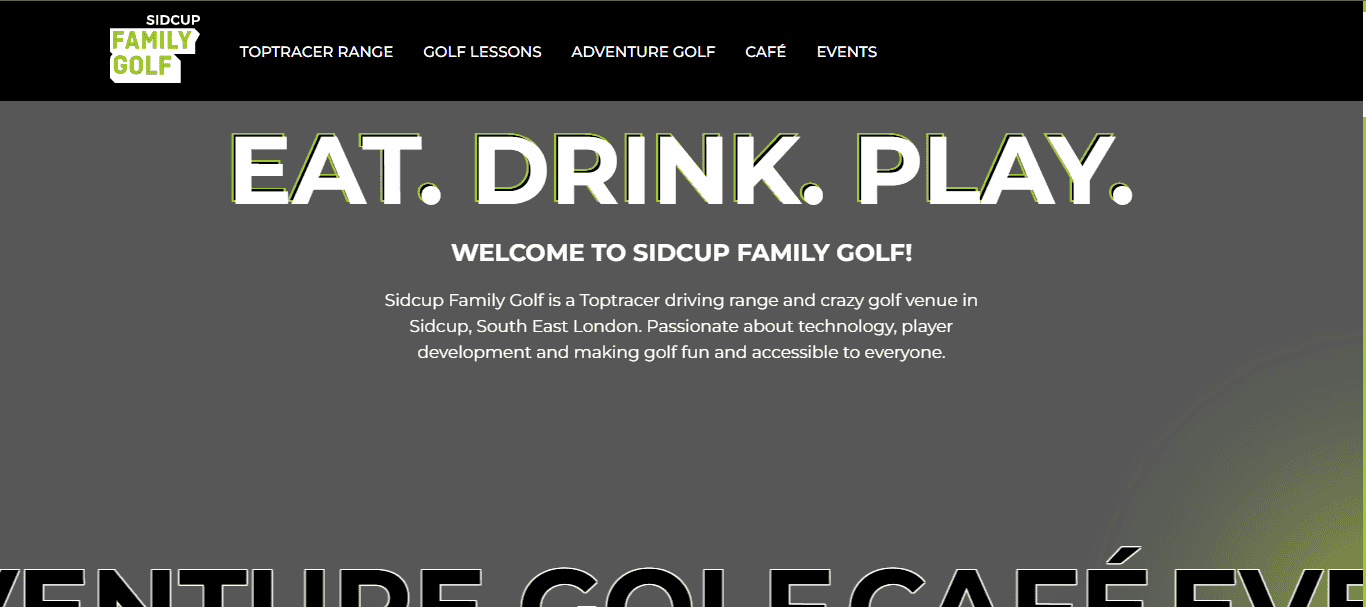 SIDCUP
FAMILY
GOLF
TOPTRACER RANGE GOLF LESSONS ADVENTURE GOLF CAFÉ EVENTS
EAT. DRINK. PLAY.
WELCOME TO SIDCUP FAMILY GOLF!
Sidcup Family Golf is a Toptracer driving range and crazy golf venue in
Sidcup, South East London. Passionate about technology, player
development and making golf fun and accessible to everyone.
VENTURE GOLF CAFÉ EVE